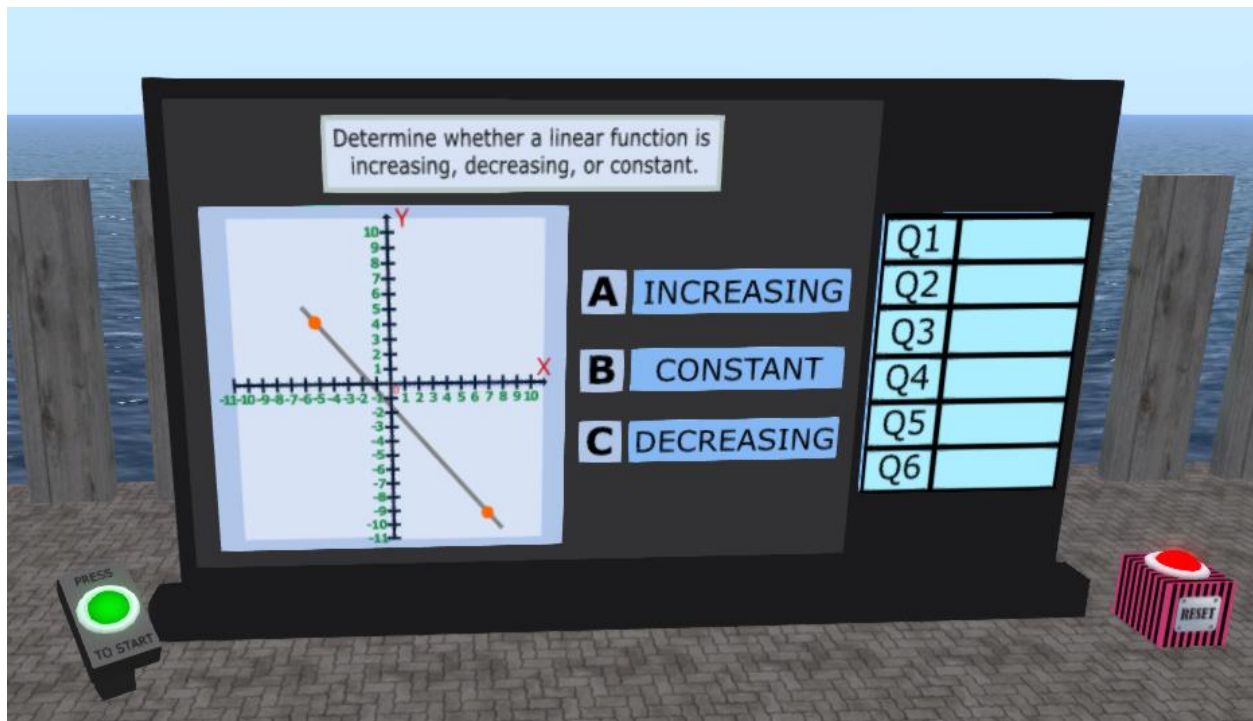 Determine whether a linear function is
increasing, decreasing, or constant.
Y
10
9
8
7
6
5
4
3
2
1
X
0
-11-10-9-8-7-6-5-4-3-2-1 1 2 3 4 5 6 7 8 9 10
-2
-3
-4
-5
-6
-7
-8
-9
-10
-11
A INCREASING
B CONSTANT
C DECREASING
Q1
Q2
Q3
Q4
Q5
Q6
PRESS
TO START
RESET